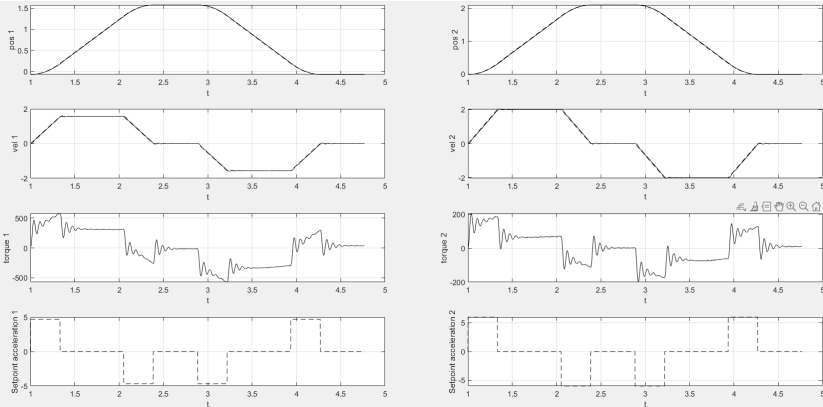 pos 1
1.5
1
0.5
0
1 1.5 2 2.5 3 3.5 4 4.5 5
t
pos 2
2
1
0
1 1.5 2 2.5 3 3.5 4 4.5 5
t
vel 1
2
0
-2
1 1.5 2 2.5 3 3.5 4 4.5 5
t
vel 2
2
0
-2
1 1.5 2 2.5 3 3.5 4 4.5 5
t
torque 1
500
0
-500
1 1.5 2 2.5 3 3.5 4 4.5 5
t
torque 2
200
0
-200
1 1.5 2 2.5 3 3.5 4 4.5 5
t
Setpoint acceleration 1
5
0
-5
1 1.5 2 2.5 3 3.5 4 4.5 5
t
Setpoint acceleration 2
5
0
-5
1 1.5 2 2.5 3 3.5 4 4.5 5
t